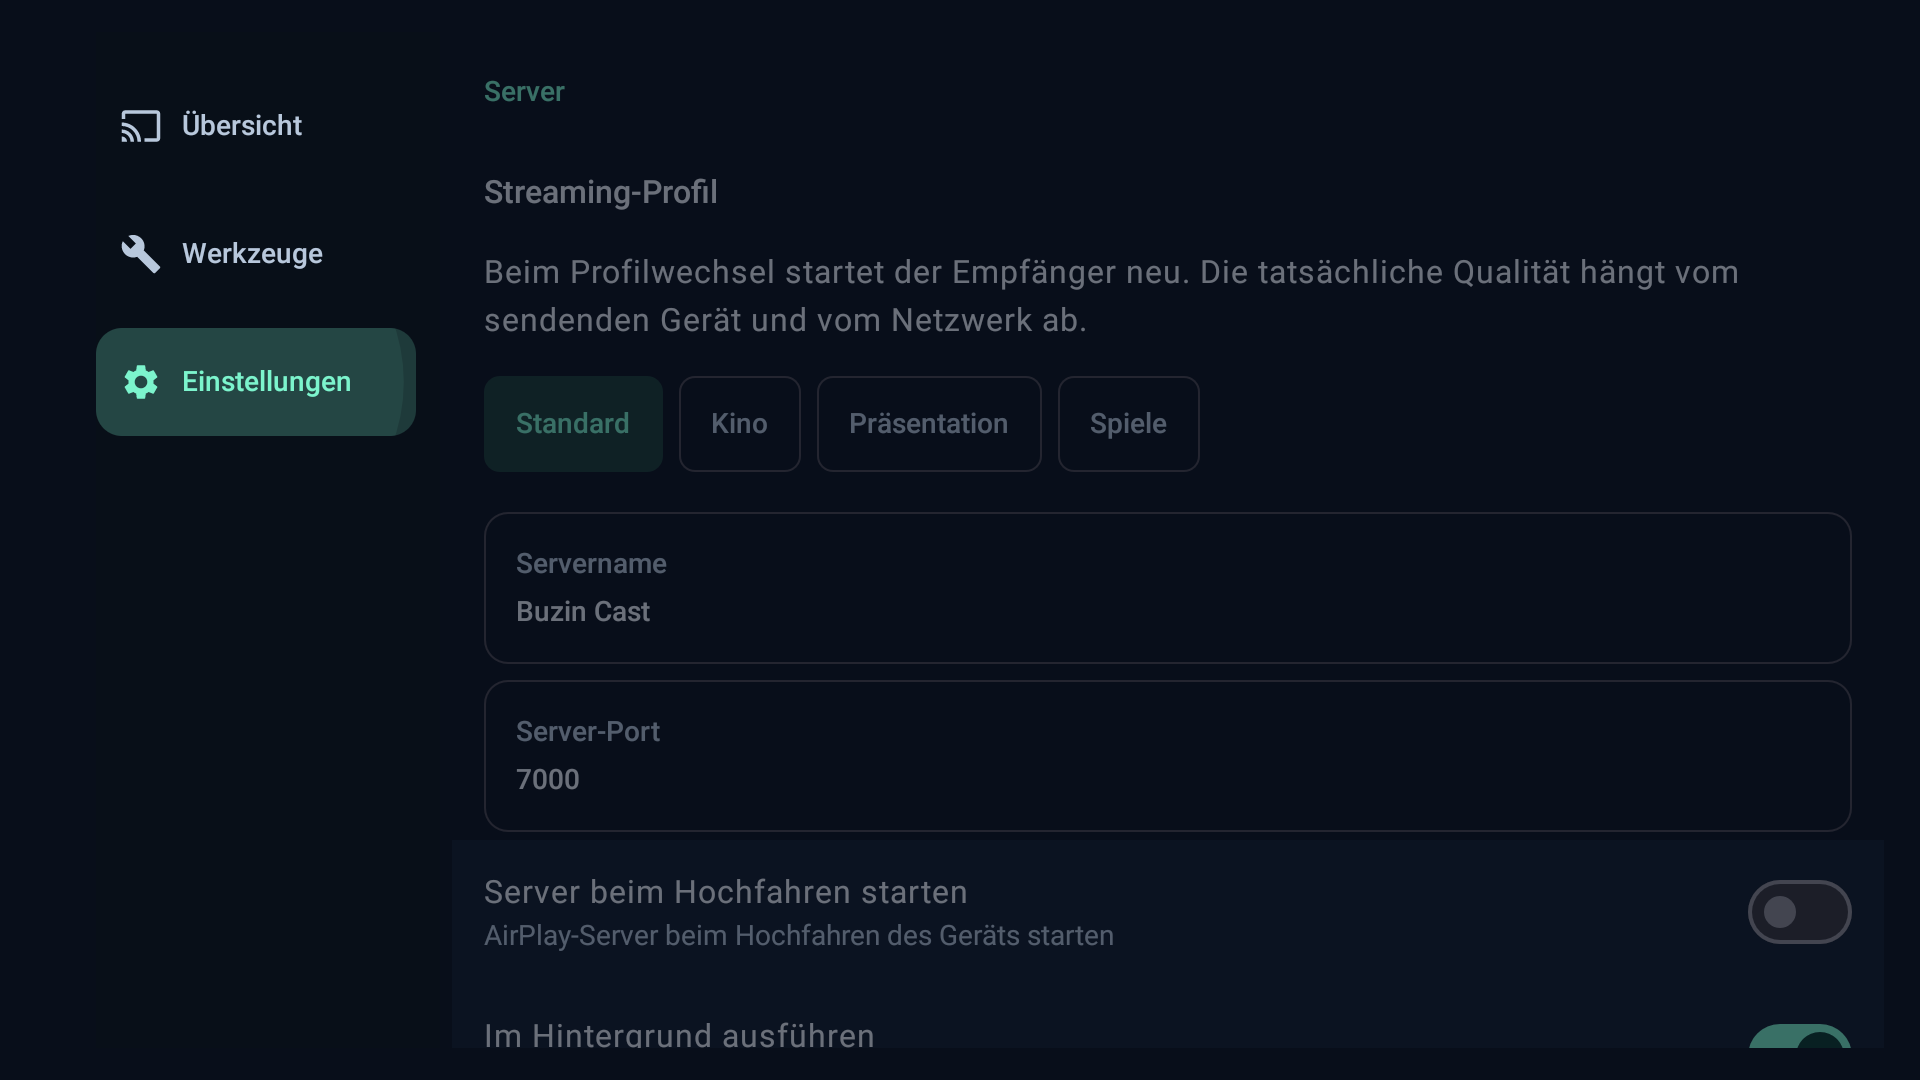 Übersicht
Werkzeuge
Einstellungen
Server
Streaming-Profil
Beim Profilwechsel startet der Empfänger neu. Die tatsächliche Qualität hängt vom
sendenden Gerät und vom Netzwerk ab.
Standard
Kino
Präsentation
Spiele
Servername
Buzin Cast
Server-Port
7000
Server beim Hochfahren starten
AirPlay-Server beim Hochfahren des Geräts starten
Im Hintergrund ausführen